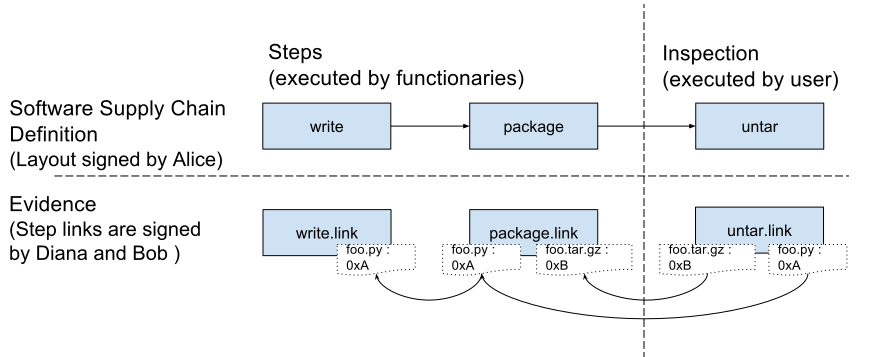 Steps
(executed by functionaries)
Inspection
(executed by user)
Software Supply Chain
Definition
(Layout signed by Alice)
write
package
untar
Evidence
(Step links are signed
by Diana and Bob )
write.link
package.link
untar.link
foo.py :
0xA
foo.py :
0xA
foo.tar.gz :
0xB
foo.tar.gz :
0xB
foo.py :
0xA